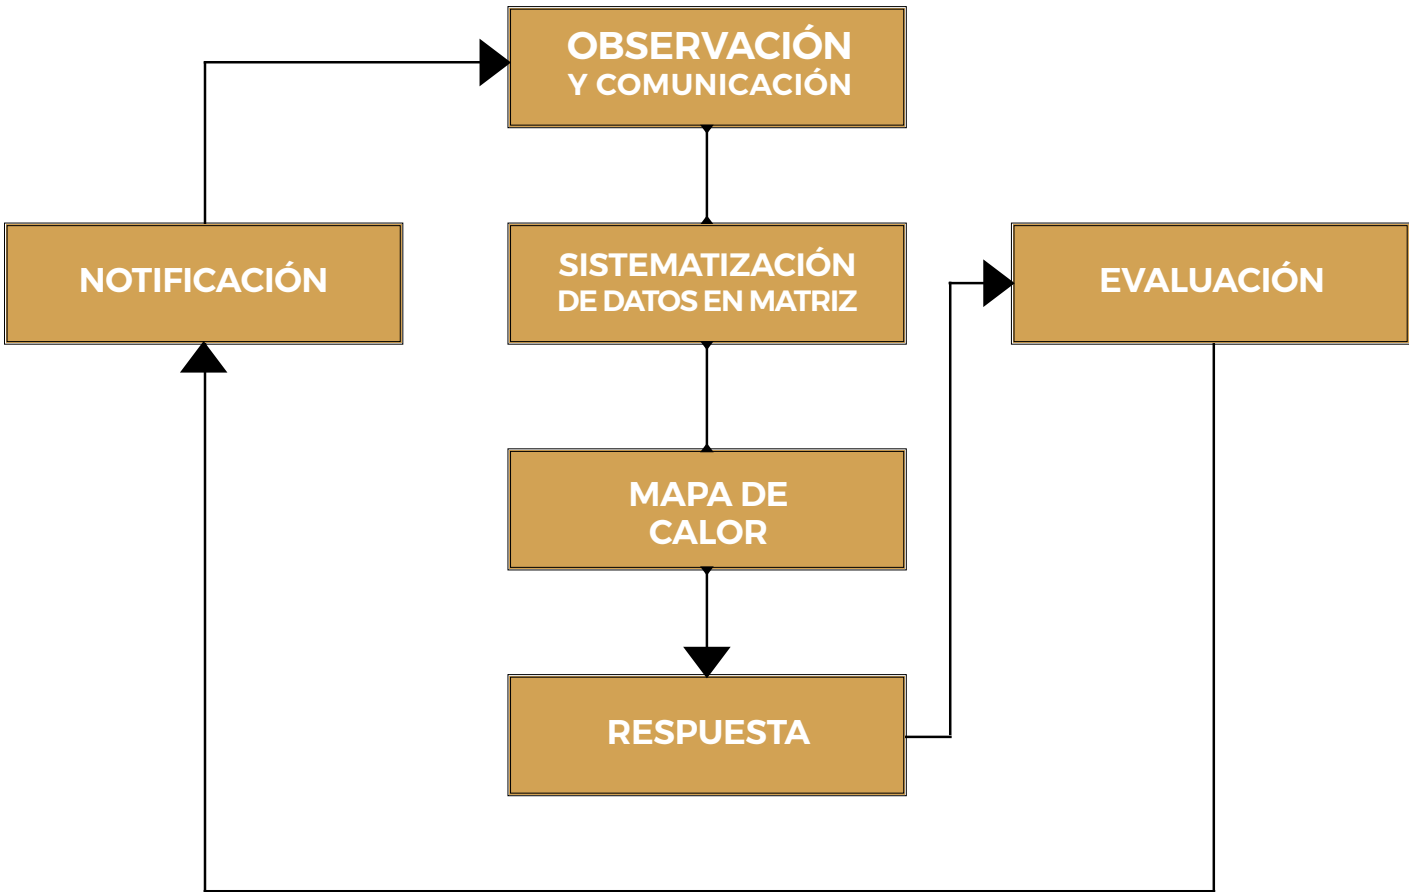 OBSERVACIÓN
Y COMUNICACIÓN
NOTIFICACIÓN
SISTEMATIZACIÓN
DE DATOS EN MATRIZ
EVALUACIÓN
MAPA DE
CALOR
RESPUESTA